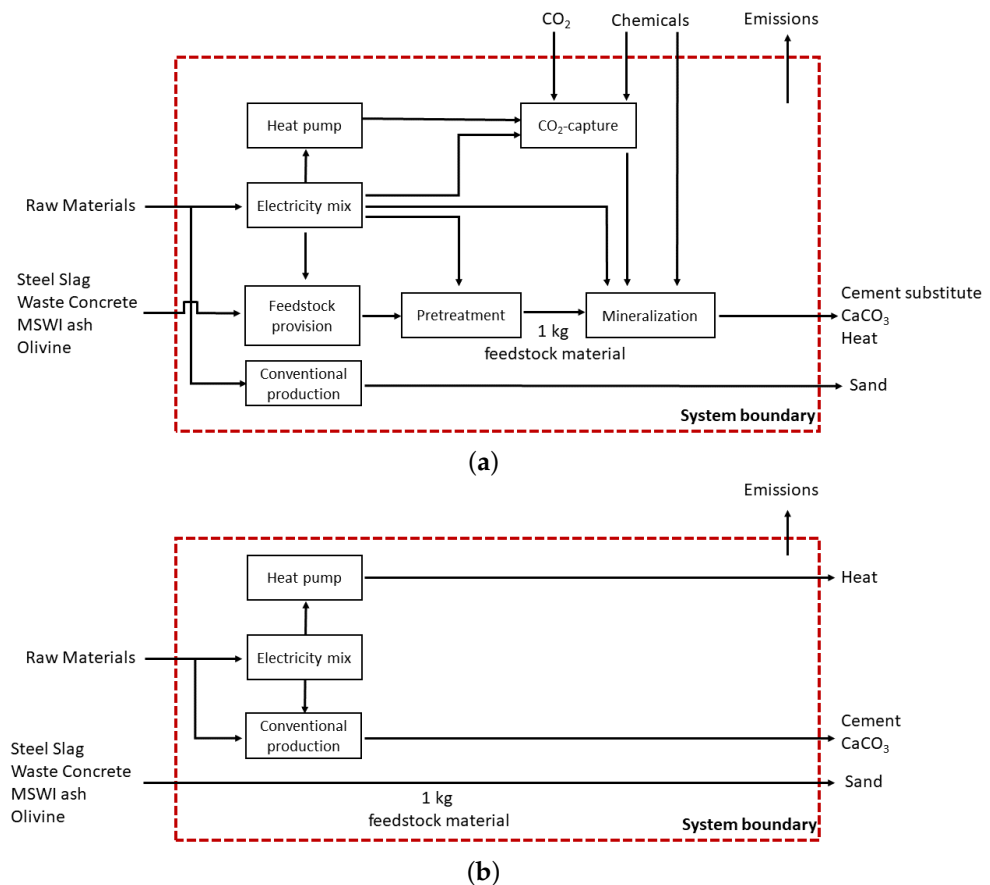 CO₂
Chemicals
Emissions
Heat pump
CO₂-capture
Raw Materials
Electricity mix
Steel Slag
Waste Concrete
MSWI ash
Olivine
Feedstock
provision
Pretreatment
1 kg
feedstock material
Mineralization
Cement substitute
CaCO₃
Heat
Conventional
production
Sand
System boundary
(a)
Emissions
Heat pump
Heat
Raw Materials
Electricity mix
Conventional
production
Cement
CaCO₃
Steel Slag
Waste Concrete
MSWI ash
Olivine
Sand
1 kg
feedstock material
System boundary
(b)